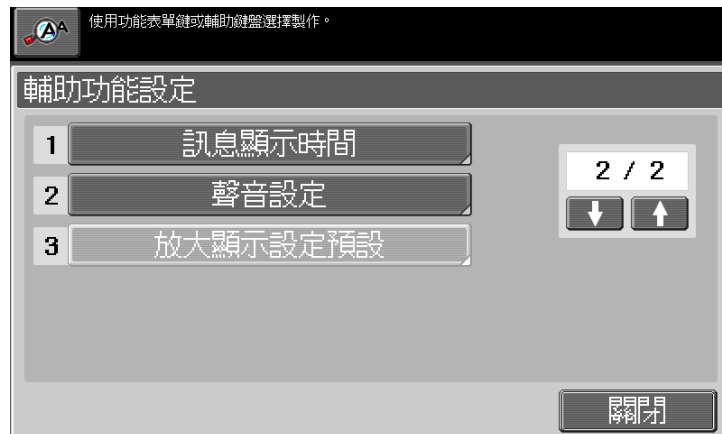 使用功能表單鍵或輔助鍵盤選擇製作。
輔助功能設定
1 訊息顯示時間
2 / 2
2 聲音設定
3 放大顯示設定預設
關閉